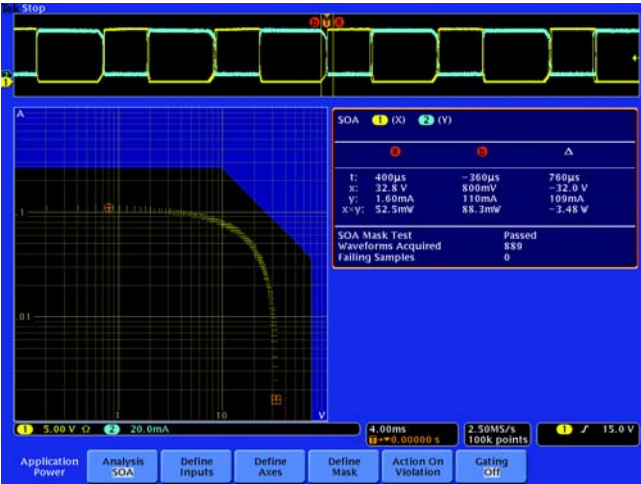 Tek Stop
b T a
2
1
A
.1
.01
1 10 V
SOA 1 (X) 2 (Y)
a b Δ
t: 400µs -360µs 760µs
x: 32.8 V 800mV -32.0 V
y: 1.60mA 110mA 109mA
x×y: 52.5mW 88.3mW -3.48 W
SOA Mask Test Passed
Waveforms Acquired 889
Failing Samples 0
1 5.00 V Ω 2 20.0mA
4.00ms
T→▼0.00000 s
2.50MS/s
100k points
1 ∫ 15.0 V
Application
Power
Analysis
SOA
Define
Inputs
Define
Axes
Define
Mask
Action On
Violation
Gating
Off